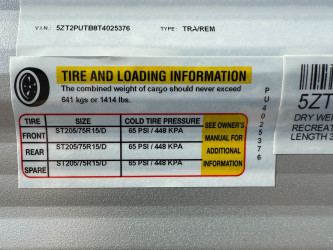 V.I.N.: 5ZT2PUTB8T4025376 TYPE: TRA/REM
TIRE AND LOADING INFORMATION
The combined weight of cargo should never exceed
641 kgs or 1414 lbs.
TIRE SIZE COLD TIRE PRESSURE SEE OWNER'S MANUAL FOR ADDITIONAL INFORMATION
FRONT ST205/75R15/D 65 PSI / 448 KPA
REAR ST205/75R15/D 65 PSI / 448 KPA
SPARE ST205/75R15/D 65 PSI / 448 KPA
PU4025376
5ZT
DRY WEI
RECREAT
LENGTH 3